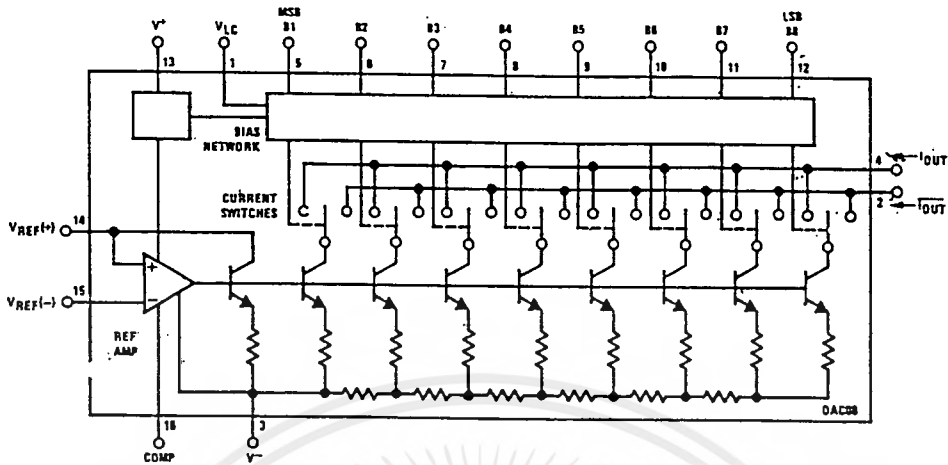 MSB LSB
V+ VLC B1 B2 B3 B4 B5 B6 B7 B8
13 1 5 6 7 8 9 10 11 12
BIAS
NETWORK
4 IOUT
CURRENT
SWITCHES
2 IOUT
14
VREF(+)
+
15
VREF(−)
−
REF
AMP
DAC08
16 3
COMP V−